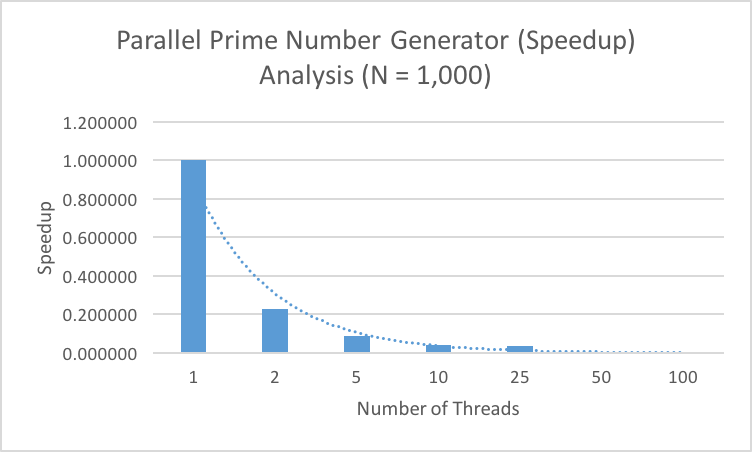 Parallel Prime Number Generator (Speedup)
Analysis (N = 1,000)
1.200000
1.000000
0.800000
0.600000
0.400000
0.200000
0.000000
Speedup
1 2 5 10 25 50 100
Number of Threads